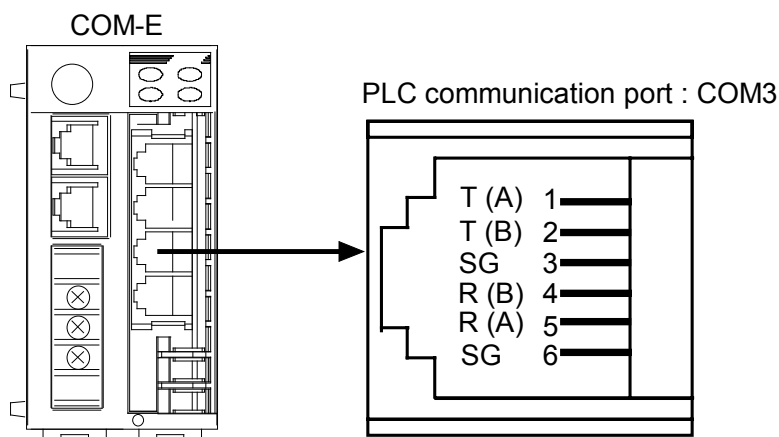 COM-E
PLC communication port : COM3
T (A) 1
T (B) 2
SG 3
R (B) 4
R (A) 5
SG 6